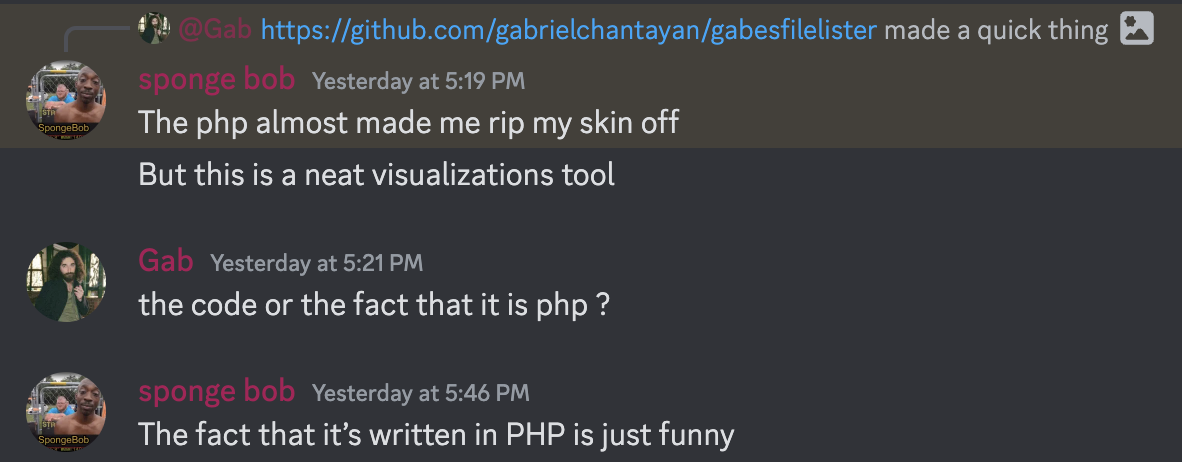 @Gab https://github.com/gabrielchantayan/gabesfilelister made a quick thing
sponge bob Yesterday at 5:19 PM
The php almost made me rip my skin off
SpongeBob
But this is a neat visualizations tool
Gab Yesterday at 5:21 PM
the code or the fact that it is php ?
sponge bob Yesterday at 5:46 PM
The fact that it’s written in PHP is just funny
SpongeBob